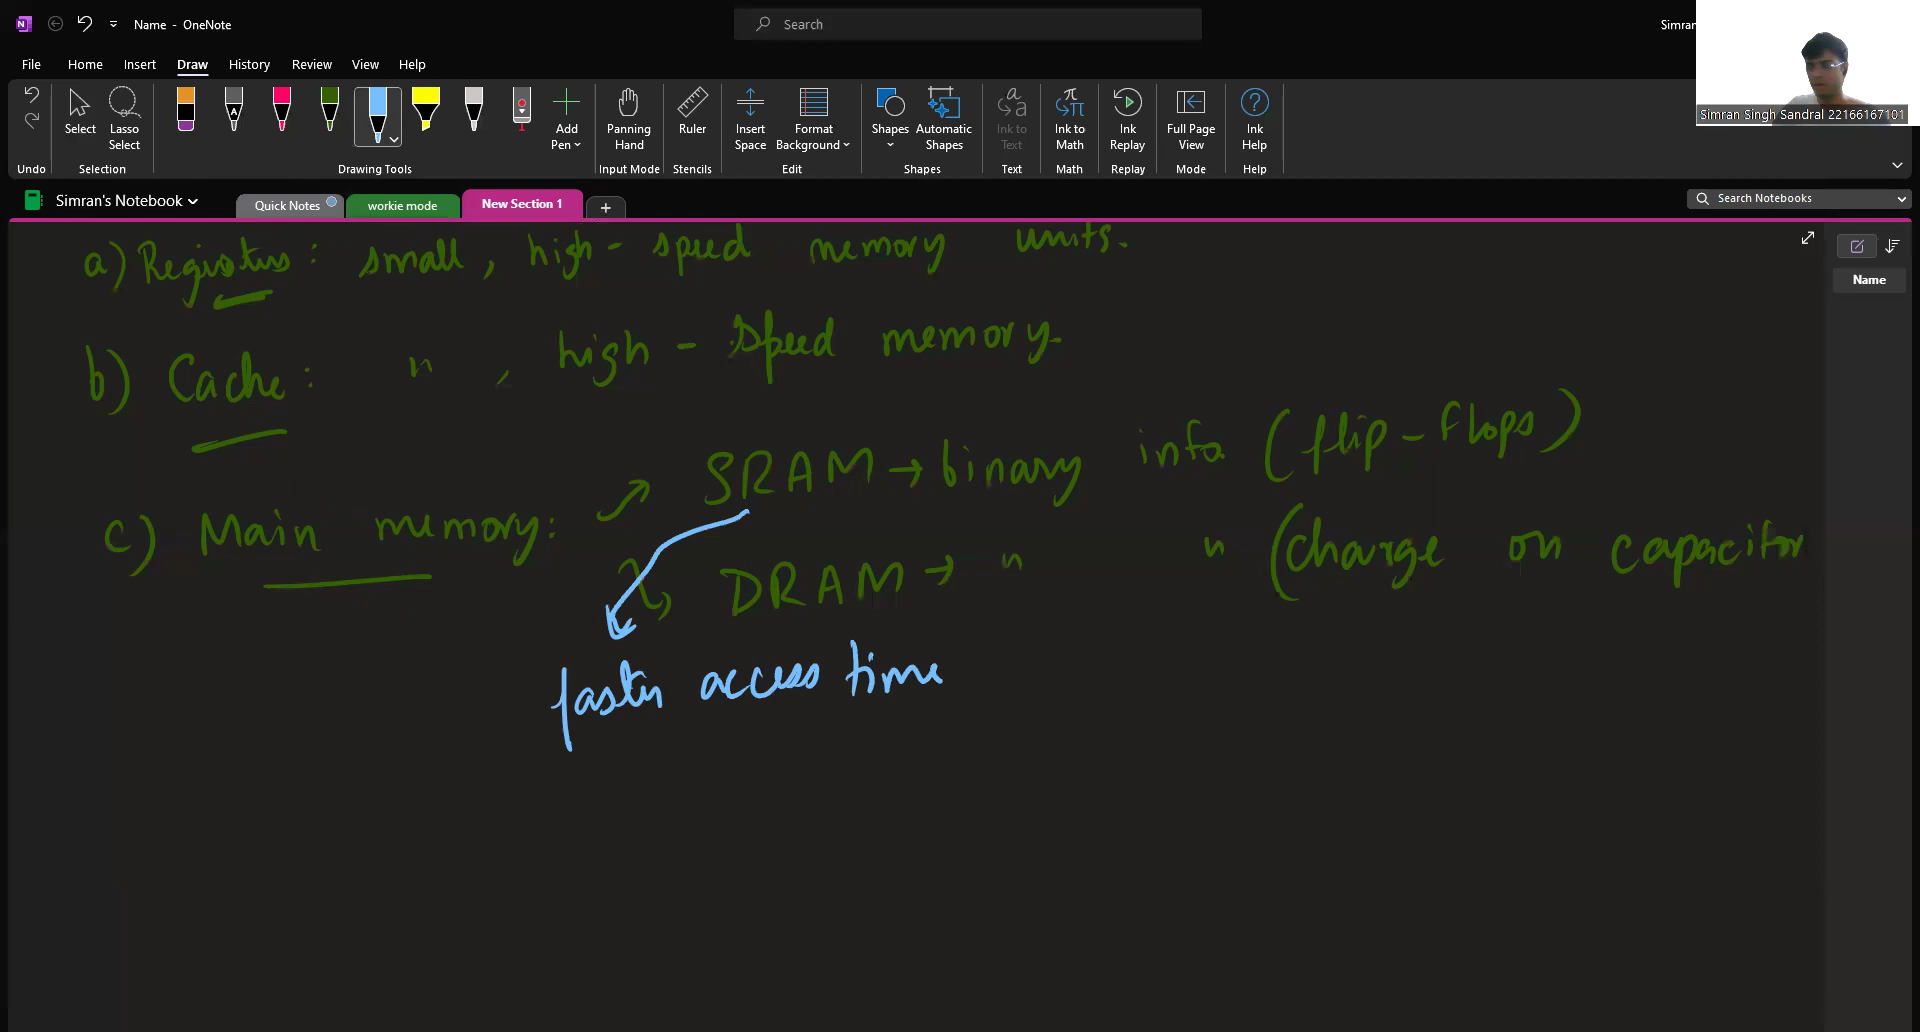 Name - OneNote
Search
Simran
File Home Insert Draw History Review View Help
Undo
Select
Lasso Select
Selection
Drawing Tools
Add Pen
Panning Hand
Input Mode
Ruler
Stencils
Insert Space
Format Background
Edit
Shapes
Automatic Shapes
Shapes
Ink to Text
Text
Ink to Math
Math
Ink Replay
Replay
Full Page View
Mode
Ink Help
Help
Simran Singh Sandral 22166167101
Simran's Notebook
Quick Notes workie mode New Section 1 +
Search Notebooks
Name
a) Registers: small, high - speed memory units.
b) Cache: " , high - speed memory.
SRAM → binary info (flip-flops)
c) Main memory:
DRAM → " " (charge on capacitor
faster access time